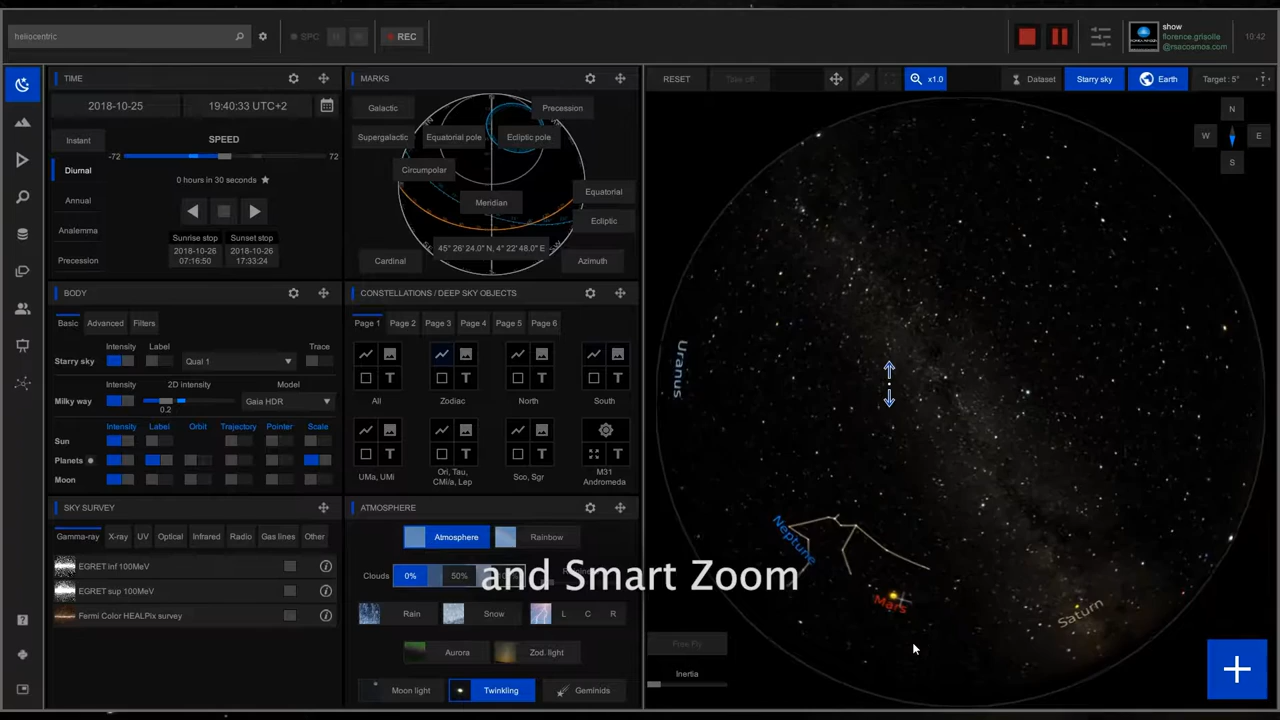 heliocentric
SPC
REC
show
florence.grisolle
@rsacosmos.com
10:42
TIME
2018-10-25
19:40:33 UTC+2
Instant
SPEED
-72
72
Diurnal
0 hours in 30 seconds ★
Annual
Analemma
Sunrise stop
2018-10-26
07:16:50
Sunset stop
2018-10-26
17:33:24
Precession
MARKS
Galactic
Precession
Supergalactic
Equatorial pole
Ecliptic pole
Circumpolar
Meridian
Equatorial
Ecliptic
45° 26' 24.0" N, 4° 22' 48.0" E
Cardinal
Azimuth
BODY
Basic
Advanced
Filters
Intensity
Label
Trace
Starry sky
Qual 1
Intensity
2D intensity
Model
Milky way
0.2
Gaia HDR
Intensity
Label
Orbit
Trajectory
Pointer
Scale
Sun
Planets
Moon
CONSTELLATIONS / DEEP SKY OBJECTS
Page 1
Page 2
Page 3
Page 4
Page 5
Page 6
T
T
T
T
All
Zodiac
North
South
T
T
T
UMa, UMi
Ori, Tau,
CMi/a, Lep
Sco, Sgr
M31
Andromeda
SKY SURVEY
Gamma-ray
X-ray
UV
Optical
Infrared
Radio
Gas lines
Other
EGRET inf 100MeV
EGRET sup 100MeV
Fermi Color HEALPix survey
ATMOSPHERE
Atmosphere
Rainbow
Clouds
0%
50%
Rain
Snow
L
C
R
Aurora
Zod. light
Moon light
Twinkling
Geminids
RESET
Take off
x1.0
Dataset
Starry sky
Earth
Target : 5°
N
W
E
S
Uranus
Neptune
Mars
Saturn
Free Fly
Inertia
+
and Smart Zoom